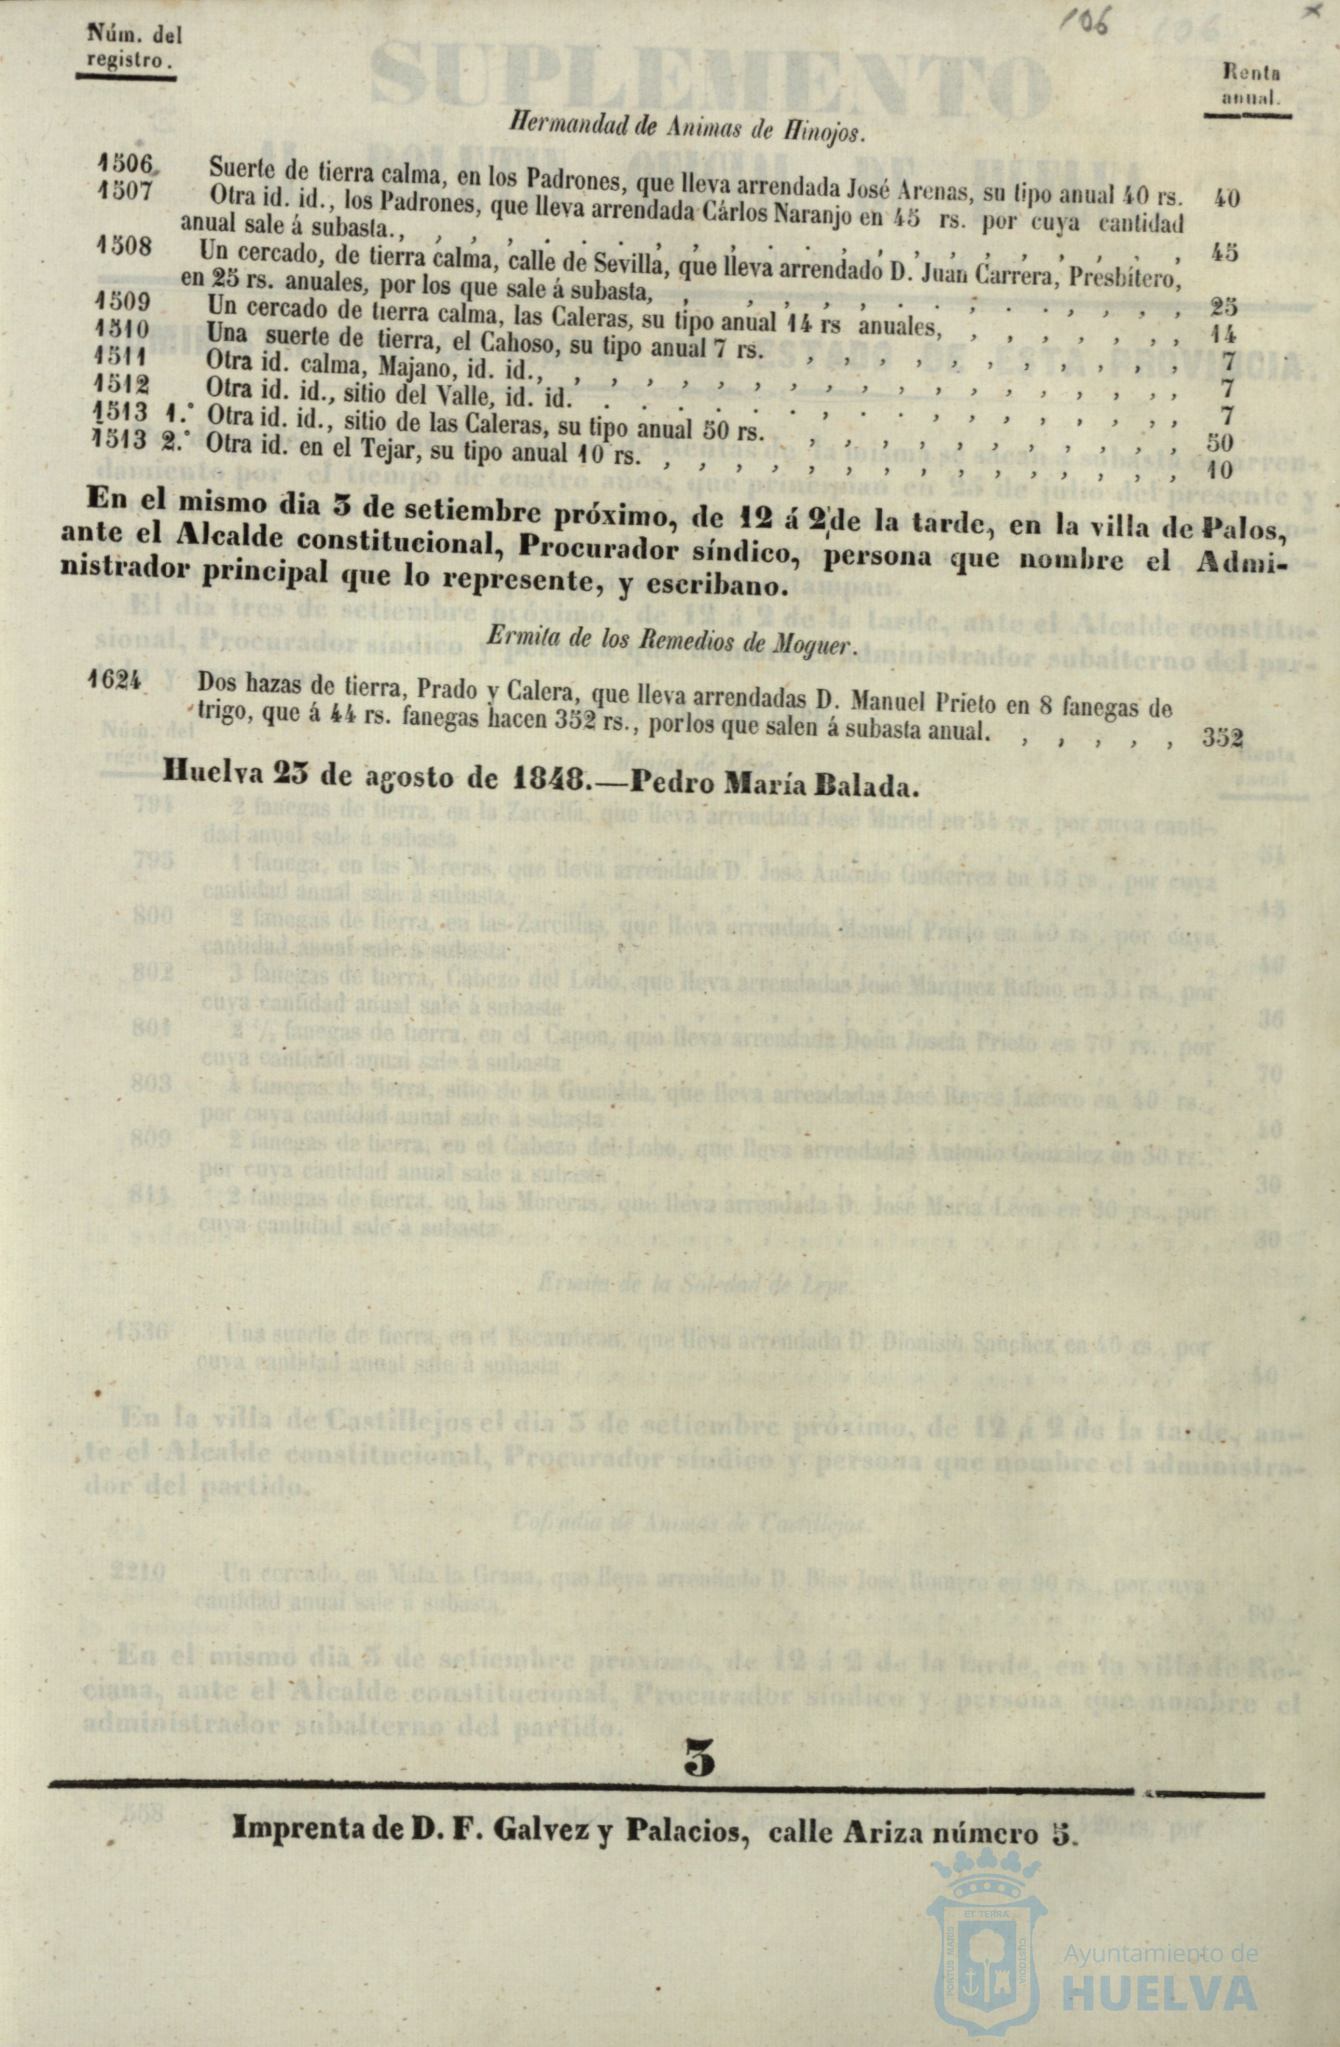 106
Núm. del
registro.
Renta
anual.
Hermandad de Animas de Hinojos.
1506 Suerte de tierra calma, en los Padrones, que lleva arrendada José Arenas, su tipo anual 40 rs. 40
1507 Otra id. id., los Padrones, que lleva arrendada Cárlos Naranjo en 45 rs. por cuya cantidad
anual sale á subasta., , , , , , , , , , , , , 45
1508 Un cercado, de tierra calma, calle de Sevilla, que lleva arrendado D. Juan Carrera, Presbítero,
en 25 rs. anuales, por los que sale á subasta, , , , , , , , , , , , 25
1509 Un cercado de tierra calma, las Caleras, su tipo anual 14 rs anuales, , , , , , , 14
1510 Una suerte de tierra, el Cahoso, su tipo anual 7 rs. , , , , , , , , , , , 7
1511 Otra id. calma, Majano, id. id., , , , , , , , , , , , , , , , , 7
1512 Otra id. id., sitio del Valle, id. id. . . . . . . , , , , , , , , , , 7
1513 1.° Otra id. id., sitio de las Caleras, su tipo anual 50 rs. , , , , , , , , , , , 50
1513 2.° Otra id. en el Tejar, su tipo anual 10 rs. , , , , , , , , , , , , , , , 10
En el mismo dia 3 de setiembre próximo, de 12 á 2 de la tarde, en la villa de Palos,
ante el Alcalde constitucional, Procurador síndico, persona que nombre el Admi-
nistrador principal que lo represente, y escribano.
Ermita de los Remedios de Moguer.
1624 Dos hazas de tierra, Prado y Calera, que lleva arrendadas D. Manuel Prieto en 8 fanegas de
trigo, que á 44 rs. fanegas hacen 352 rs., porlos que salen á subasta anual. , , , , , 352
Huelva 23 de agosto de 1848.—Pedro María Balada.
3
Imprenta de D. F. Galvez y Palacios, calle Ariza número 5.
PORTUS MARIS
ET TERRÆ
CUSTODIA
Ayuntamiento de
HUELVA